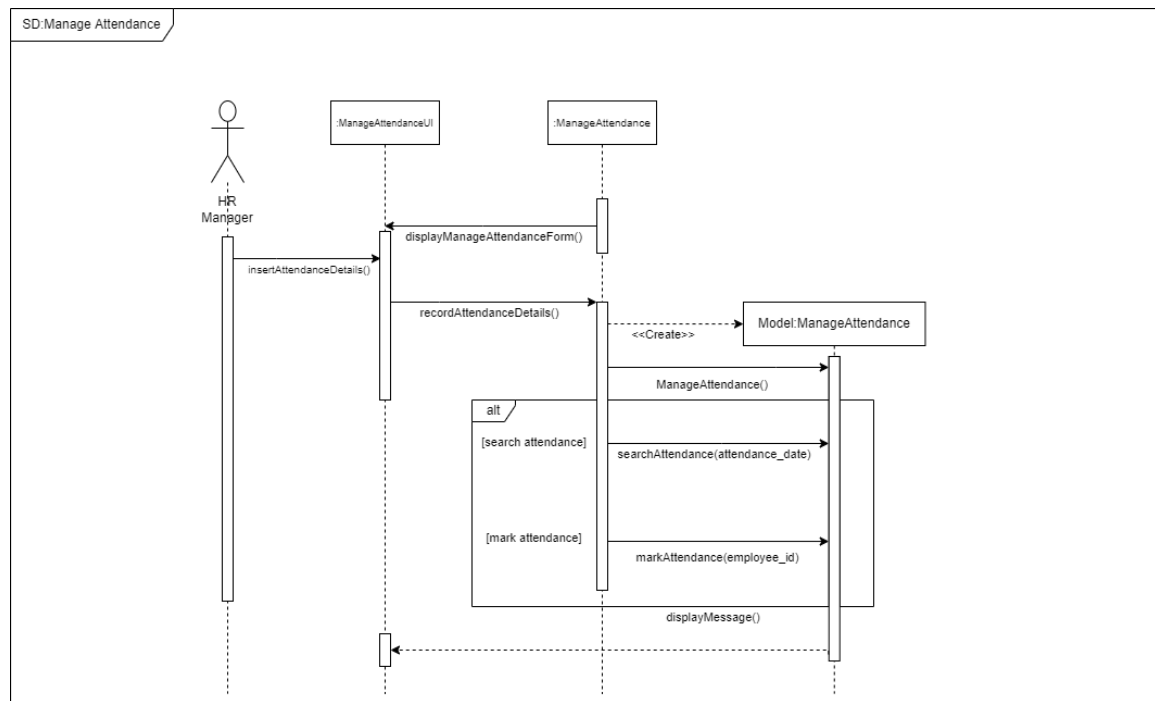 SD:Manage Attendance
:ManageAttendanceUI
:ManageAttendance
HR
Manager
displayManageAttendanceForm()
insertAttendanceDetails()
recordAttendanceDetails()
Model:ManageAttendance
<<Create>>
ManageAttendance()
alt
[search attendance]
searchAttendance(attendance_date)
[mark attendance]
markAttendance(employee_id)
displayMessage()